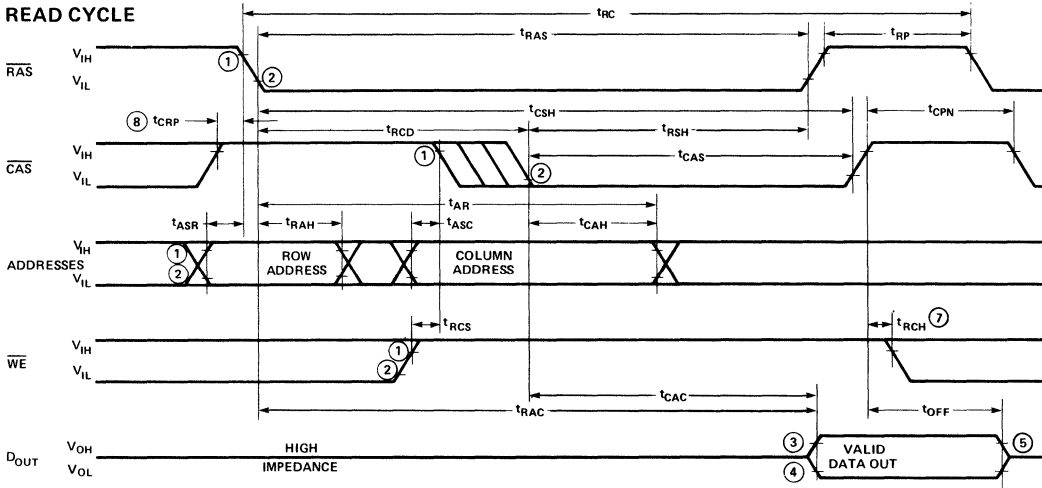 READ CYCLE
tRC
tRAS
tRP
RAS
VIH
VIL
1
2
tCSH
tCPN
8
tCRP
tRCD
tRSH
CAS
VIH
VIL
1
2
tCAS
tAR
tASR
tRAH
tASC
tCAH
ADDRESSES
VIH
VIL
1
2
ROW
ADDRESS
COLUMN
ADDRESS
tRCS
tRCH
7
WE
VIH
VIL
1
2
tCAC
tRAC
tOFF
DOUT
VOH
VOL
HIGH
IMPEDANCE
3
4
VALID
DATA OUT
5